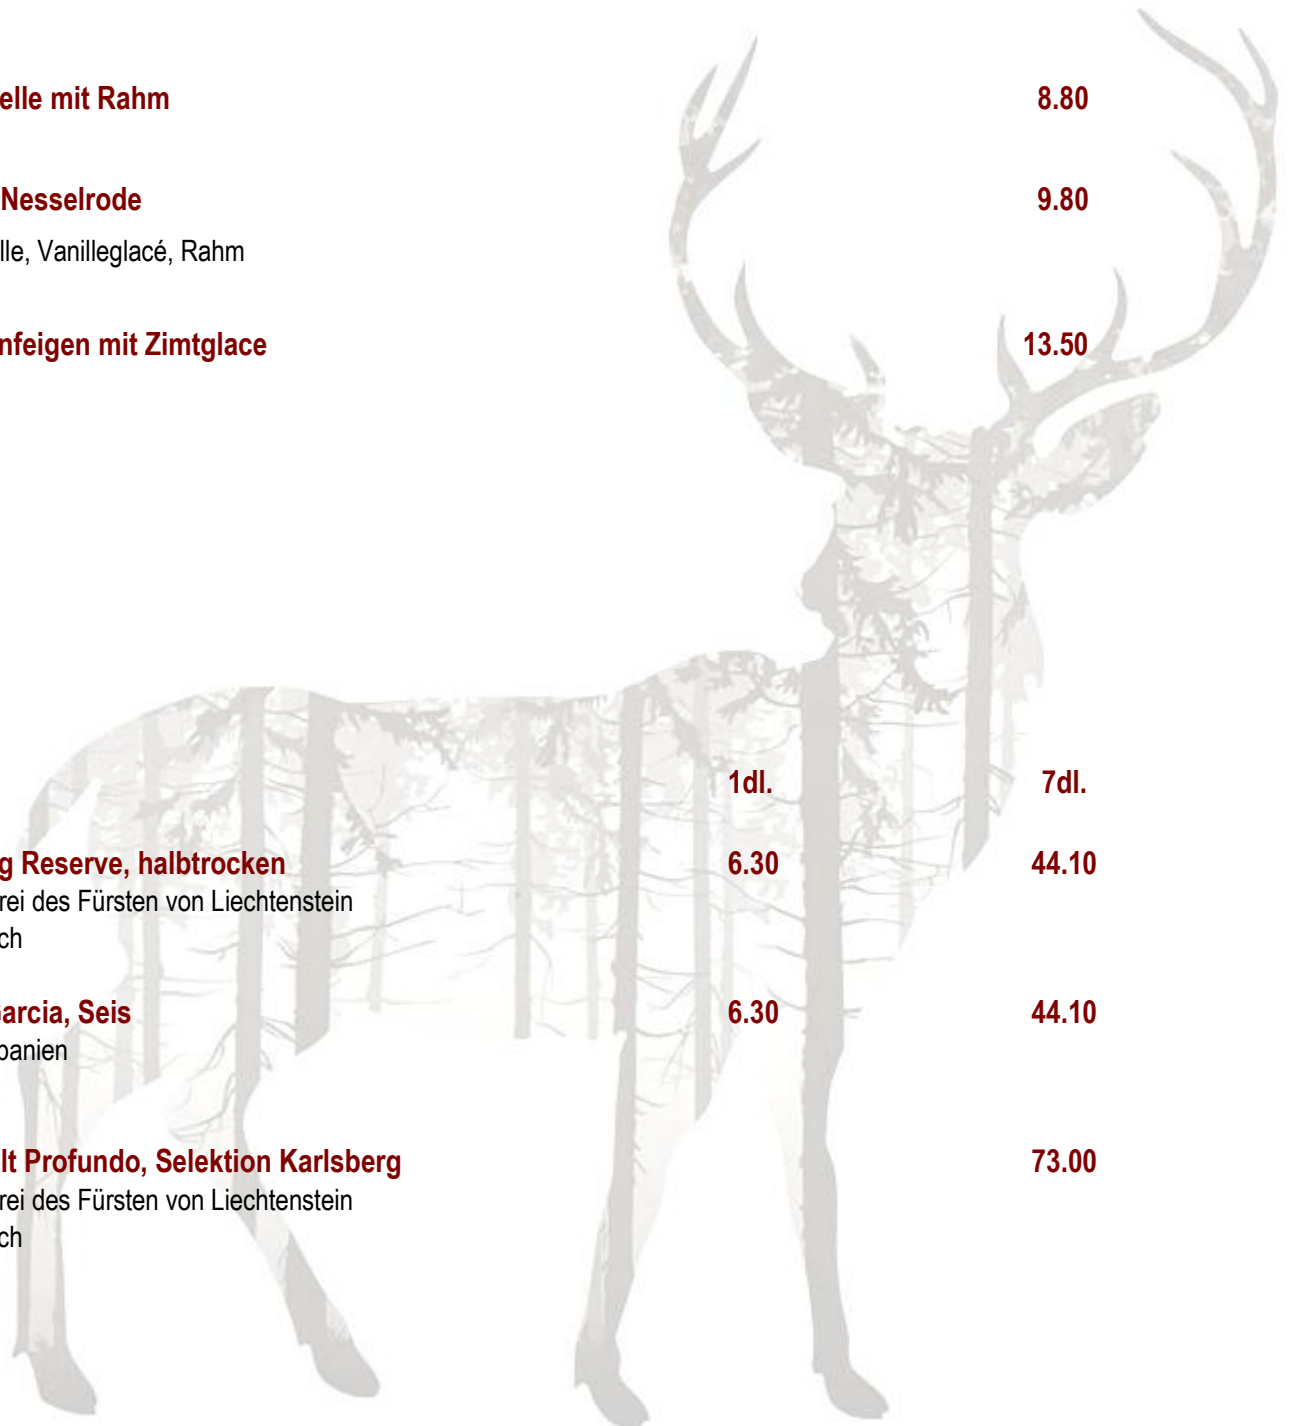 elle mit Rahm 8.80
Nesselrode 9.80
lle, Vanilleglacé, Rahm
nfeigen mit Zimtglace 13.50
1dl. 7dl.
g Reserve, halbtrocken 6.30 44.10
rei des Fürsten von Liechtenstein
ch
arcia, Seis 6.30 44.10
panien
lt Profundo, Selektion Karlsberg 73.00
rei des Fürsten von Liechtenstein
ch